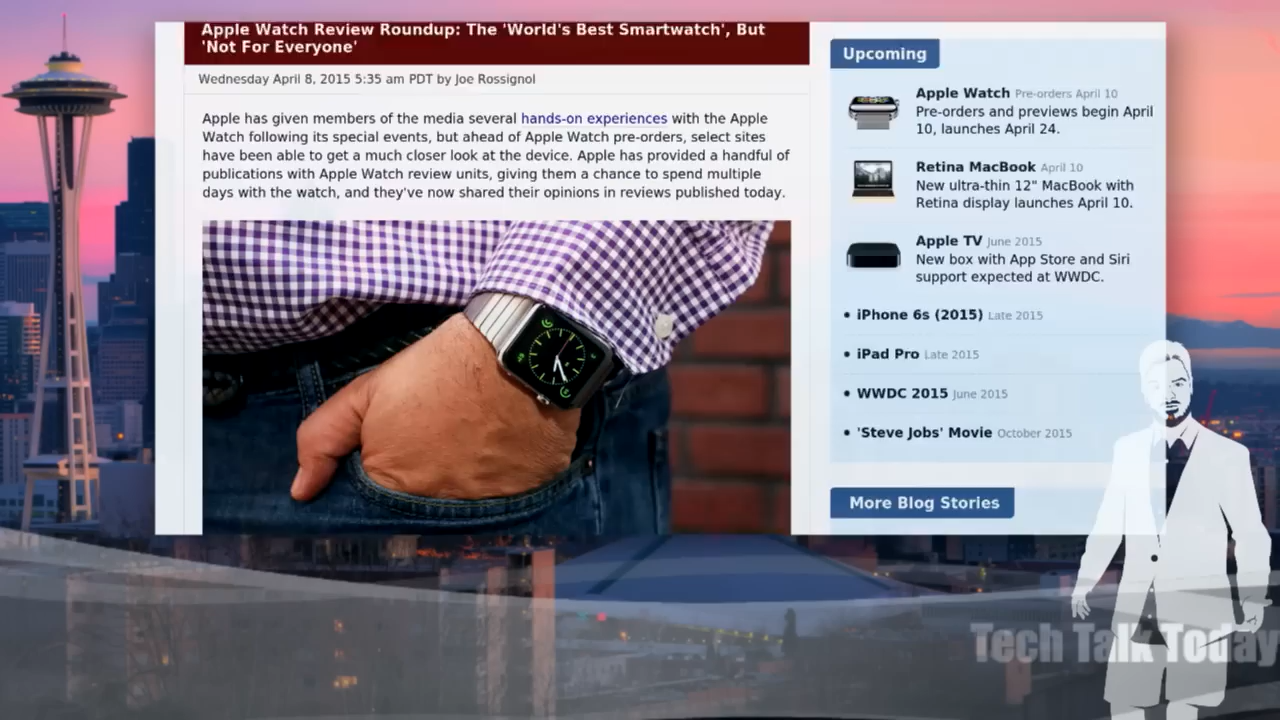 Apple Watch Review Roundup: The 'World's Best Smartwatch', But
'Not For Everyone'
Wednesday April 8, 2015 5:35 am PDT by Joe Rossignol
Apple has given members of the media several hands-on experiences with the Apple
Watch following its special events, but ahead of Apple Watch pre-orders, select sites
have been able to get a much closer look at the device. Apple has provided a handful of
publications with Apple Watch review units, giving them a chance to spend multiple
days with the watch, and they've now shared their opinions in reviews published today.
Upcoming
Apple Watch Pre-orders April 10
Pre-orders and previews begin April
10, launches April 24.
Retina MacBook April 10
New ultra-thin 12" MacBook with
Retina display launches April 10.
Apple TV June 2015
New box with App Store and Siri
support expected at WWDC.
• iPhone 6s (2015) Late 2015
• iPad Pro Late 2015
• WWDC 2015 June 2015
• 'Steve Jobs' Movie October 2015
More Blog Stories
Tech Talk Today